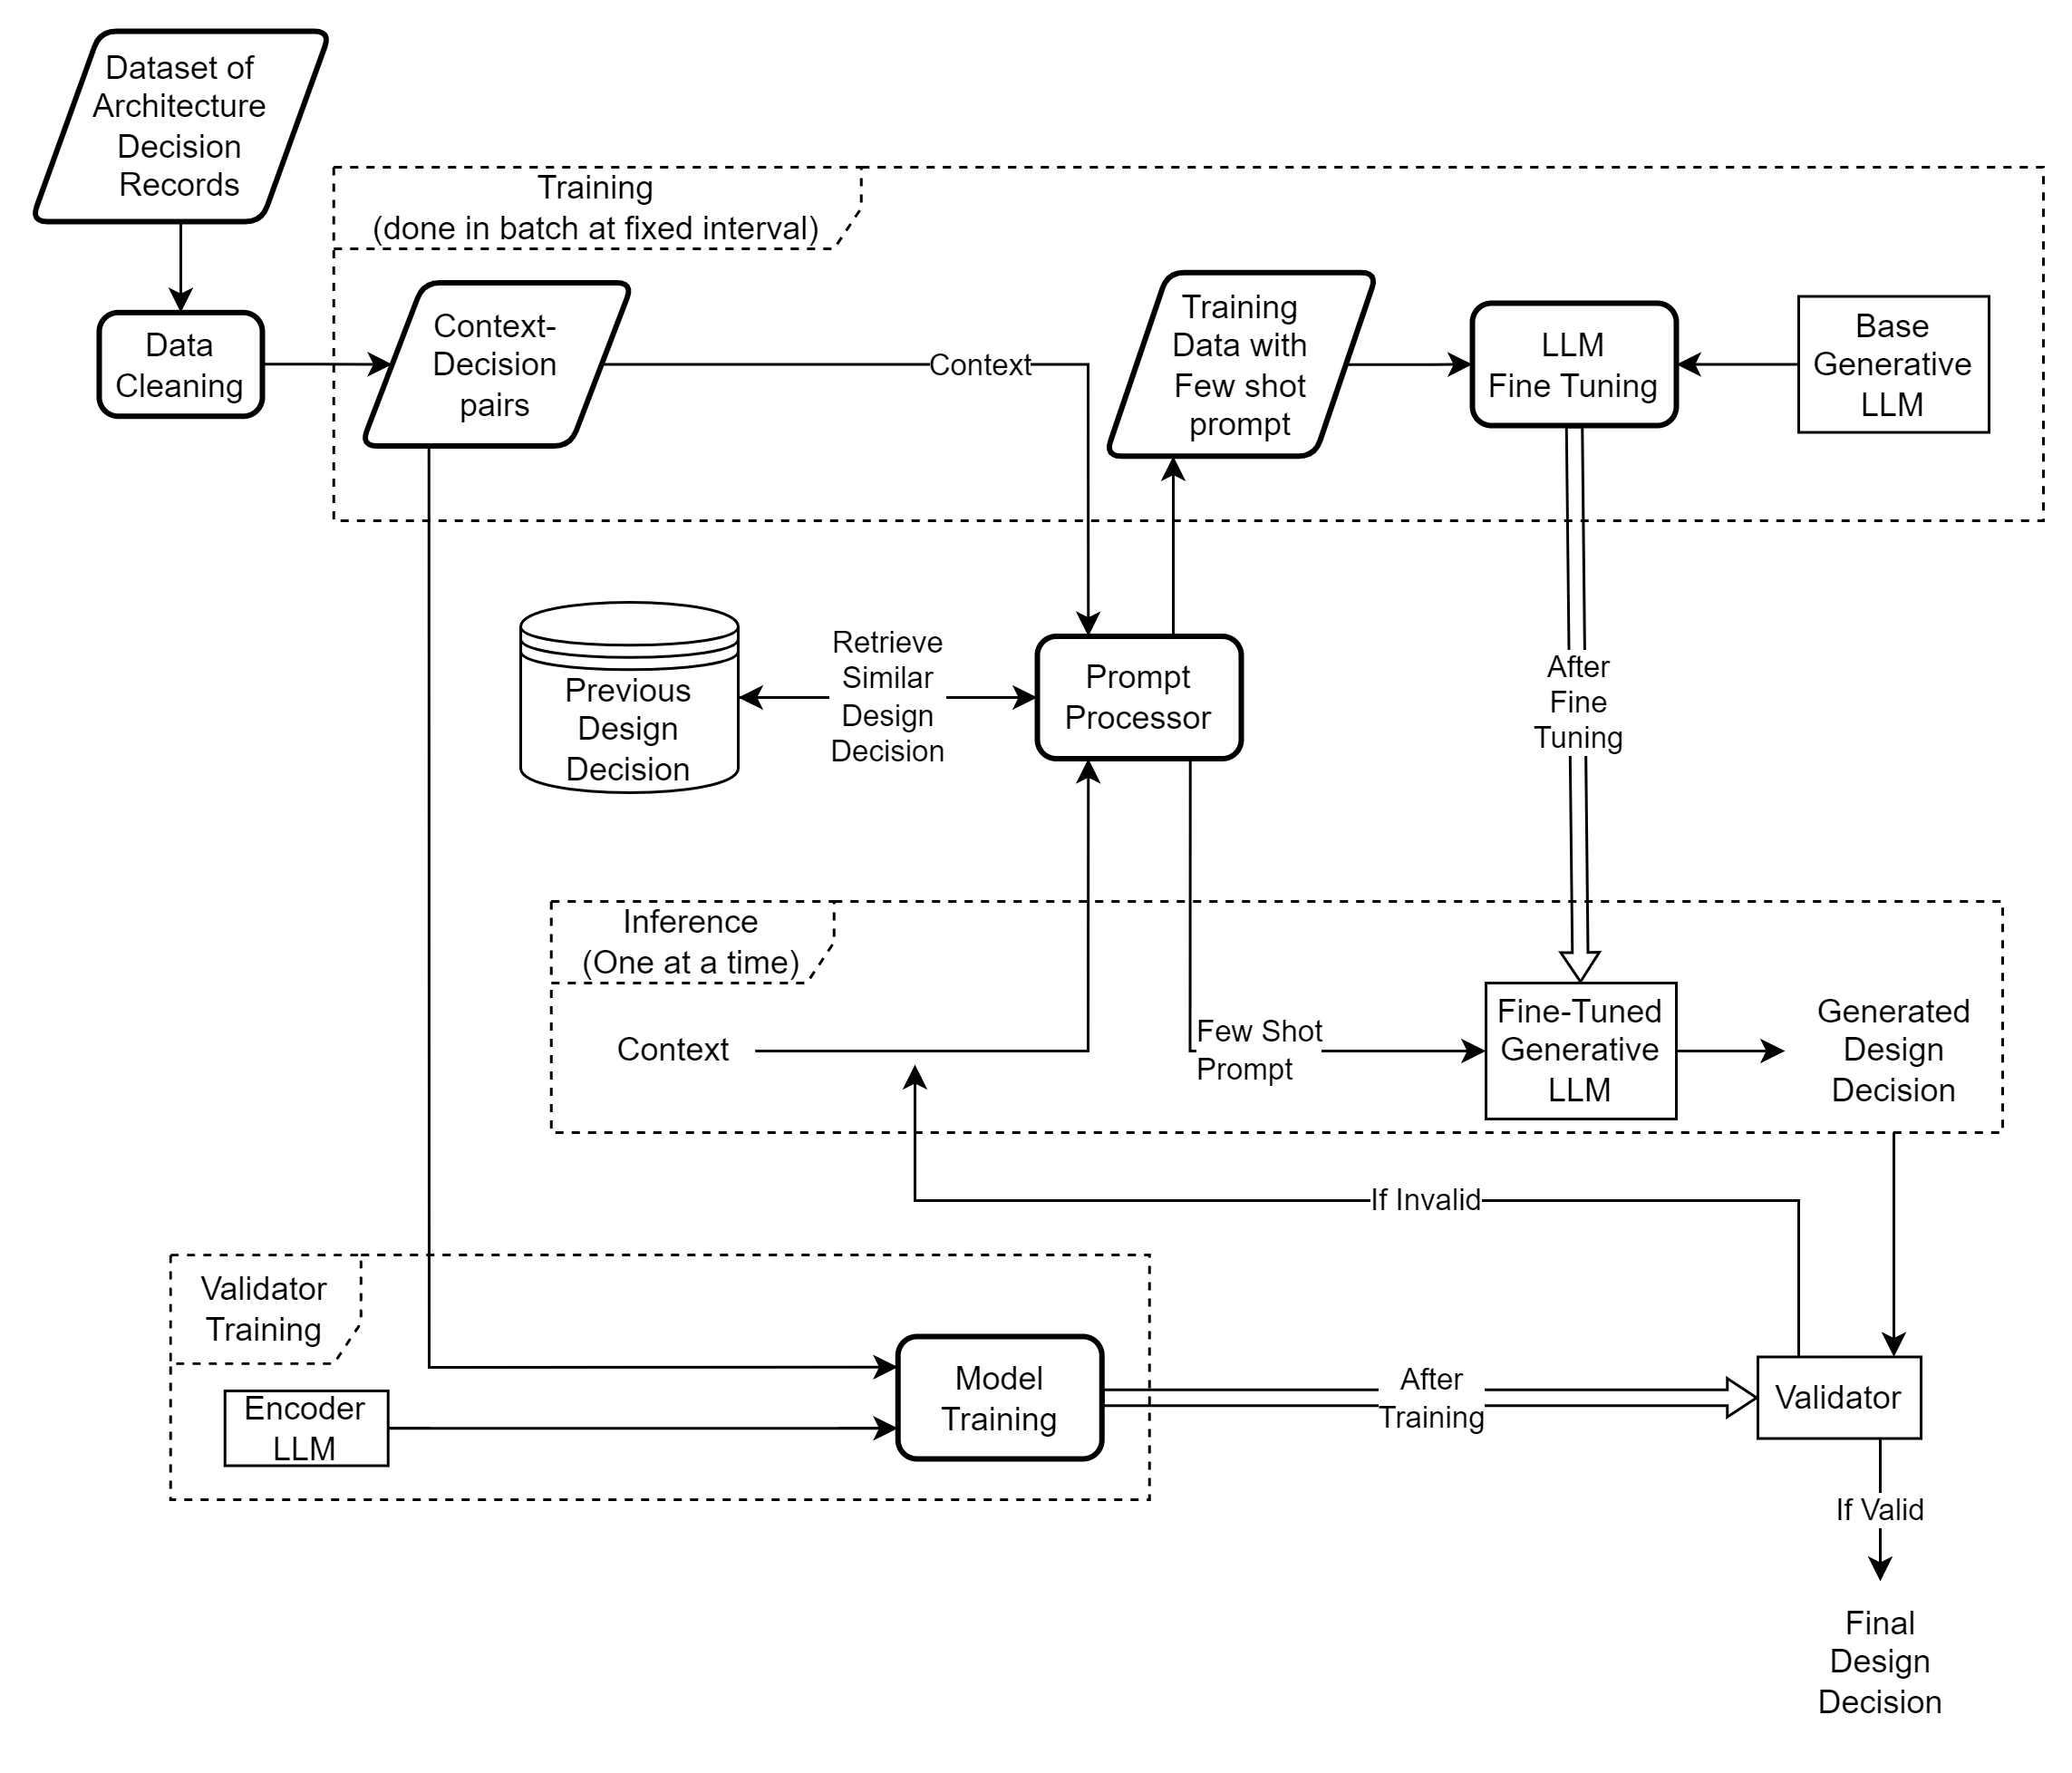 Dataset of
Architecture
Decision
Records
Training
(done in batch at fixed interval)
Data
Cleaning
Context-
Decision
pairs
Context
Training
Data with
Few shot
prompt
LLM
Fine Tuning
Base
Generative
LLM
Previous
Design
Decision
Retrieve
Similar
Design
Decision
Prompt
Processor
After
Fine
Tuning
Inference
(One at a time)
Context
Few Shot
Prompt
Fine-Tuned
Generative
LLM
Generated
Design
Decision
If Invalid
Validator
Training
Encoder
LLM
Model
Training
After
Training
Validator
If Valid
Final
Design
Decision